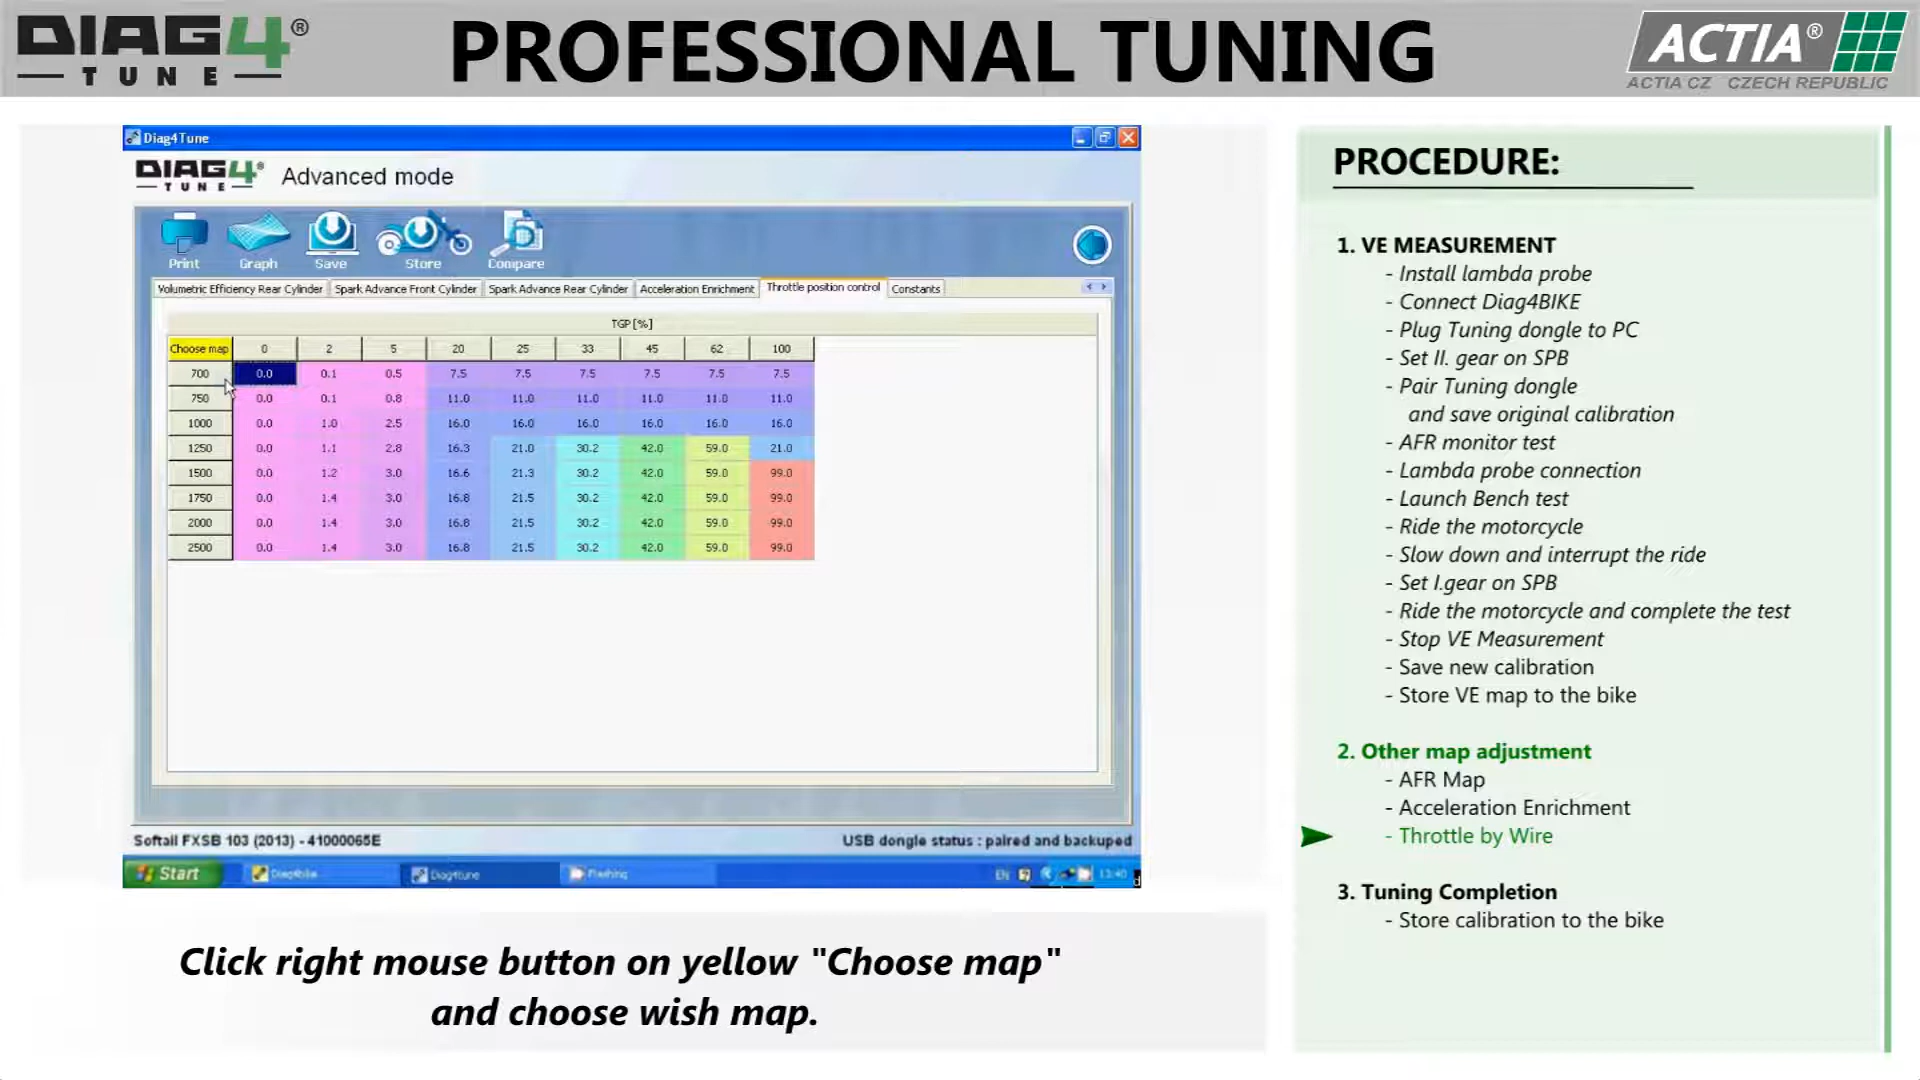 DIAG4®
TUNE
PROFESSIONAL TUNING
ACTIA®
ACTIA CZ CZECH REPUBLIC
Diag4Tune
DIAG4®
TUNE
Advanced mode
Print Graph Save Store Compare
Volumetric Efficiency Rear Cylinder Spark Advance Front Cylinder Spark Advance Rear Cylinder Acceleration Enrichment Throttle position control Constants
TGP [%]
Choose map 0 2 5 20 25 33 45 62 100
700 0.0 0.1 0.5 7.5 7.5 7.5 7.5 7.5 7.5
750 0.0 0.1 0.8 11.0 11.0 11.0 11.0 11.0 11.0
1000 0.0 1.0 2.5 16.0 16.0 16.0 16.0 16.0 16.0
1250 0.0 1.1 2.8 16.3 21.0 30.2 42.0 59.0 21.0
1500 0.0 1.2 3.0 16.6 21.3 30.2 42.0 59.0 99.0
1750 0.0 1.4 3.0 16.8 21.5 30.2 42.0 59.0 99.0
2000 0.0 1.4 3.0 16.8 21.5 30.2 42.0 59.0 99.0
2500 0.0 1.4 3.0 16.8 21.5 30.2 42.0 59.0 99.0
Softail FXSB 103 (2013) - 41000065E
USB dongle status : paired and backuped
Start Diag4bike Diag4tune Flashing EN 13:40
Click right mouse button on yellow "Choose map"
and choose wish map.
PROCEDURE:
1. VE MEASUREMENT
- Install lambda probe
- Connect Diag4BIKE
- Plug Tuning dongle to PC
- Set II. gear on SPB
- Pair Tuning dongle
and save original calibration
- AFR monitor test
- Lambda probe connection
- Launch Bench test
- Ride the motorcycle
- Slow down and interrupt the ride
- Set I.gear on SPB
- Ride the motorcycle and complete the test
- Stop VE Measurement
- Save new calibration
- Store VE map to the bike
2. Other map adjustment
- AFR Map
- Acceleration Enrichment
- Throttle by Wire
3. Tuning Completion
- Store calibration to the bike